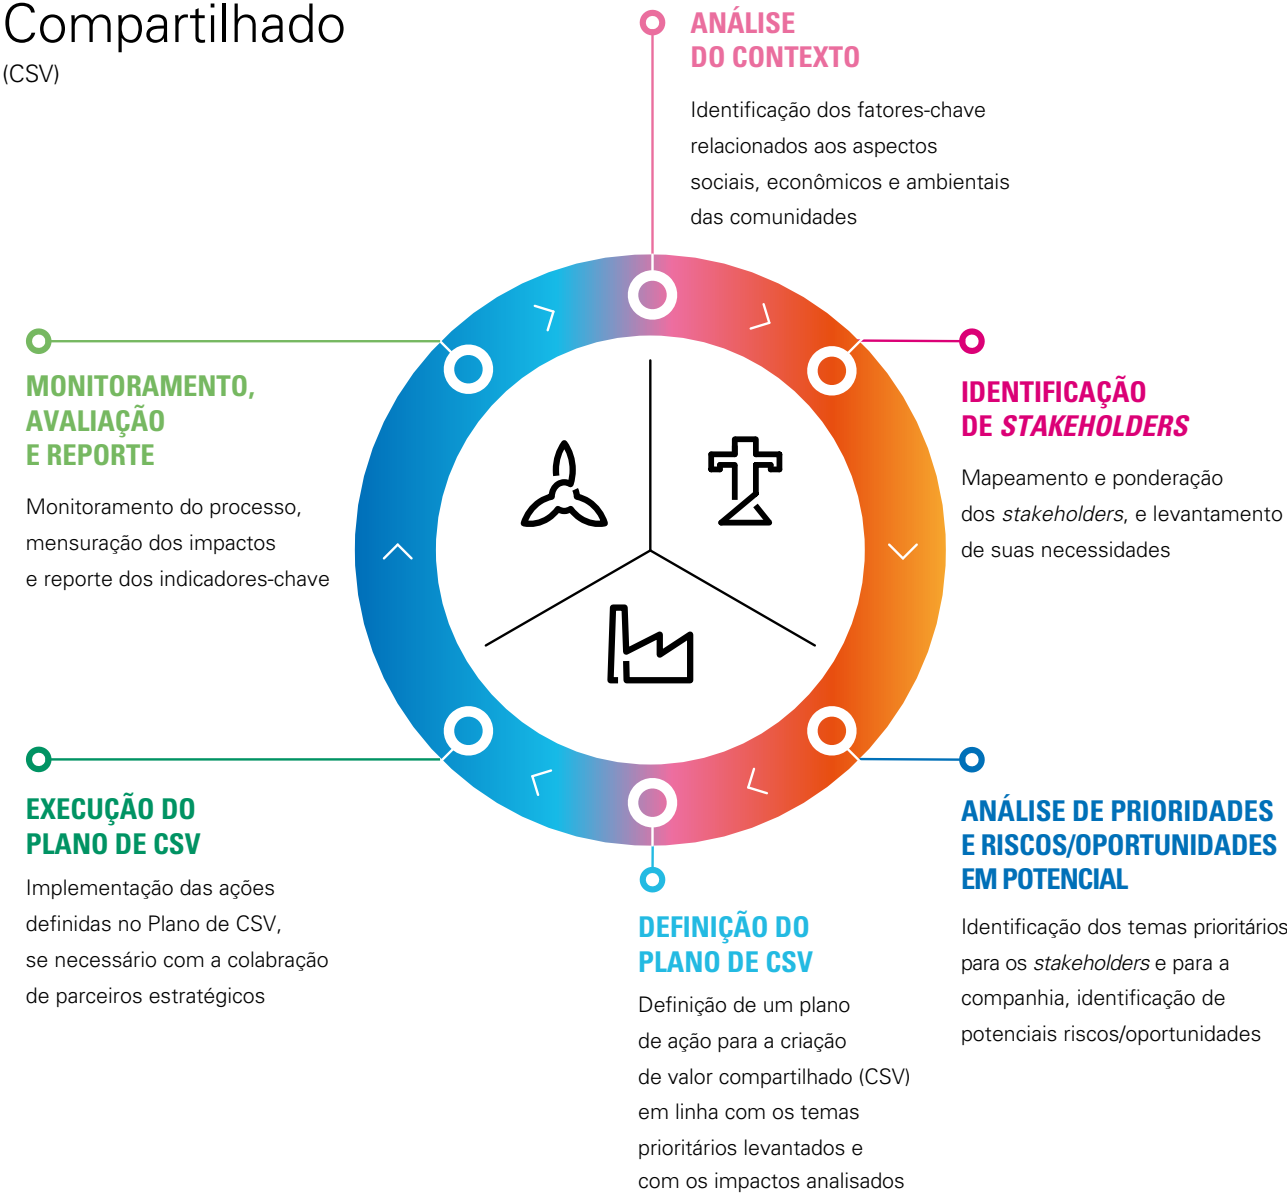 Compartilhado
(CSV)
ANÁLISE
DO CONTEXTO
Identificação dos fatores-chave
relacionados aos aspectos
sociais, econômicos e ambientais
das comunidades
IDENTIFICAÇÃO
DE STAKEHOLDERS
Mapeamento e ponderação
dos stakeholders, e levantamento
de suas necessidades
ANÁLISE DE PRIORIDADES
E RISCOS/OPORTUNIDADES
EM POTENCIAL
Identificação dos temas prioritários
para os stakeholders e para a
companhia, identificação de
potenciais riscos/oportunidades
DEFINIÇÃO DO
PLANO DE CSV
Definição de um plano
de ação para a criação
de valor compartilhado (CSV)
em linha com os temas
prioritários levantados e
com os impactos analisados
EXECUÇÃO DO
PLANO DE CSV
Implementação das ações
definidas no Plano de CSV,
se necessário com a colabração
de parceiros estratégicos
MONITORAMENTO,
AVALIAÇÃO
E REPORTE
Monitoramento do processo,
mensuração dos impactos
e reporte dos indicadores-chave